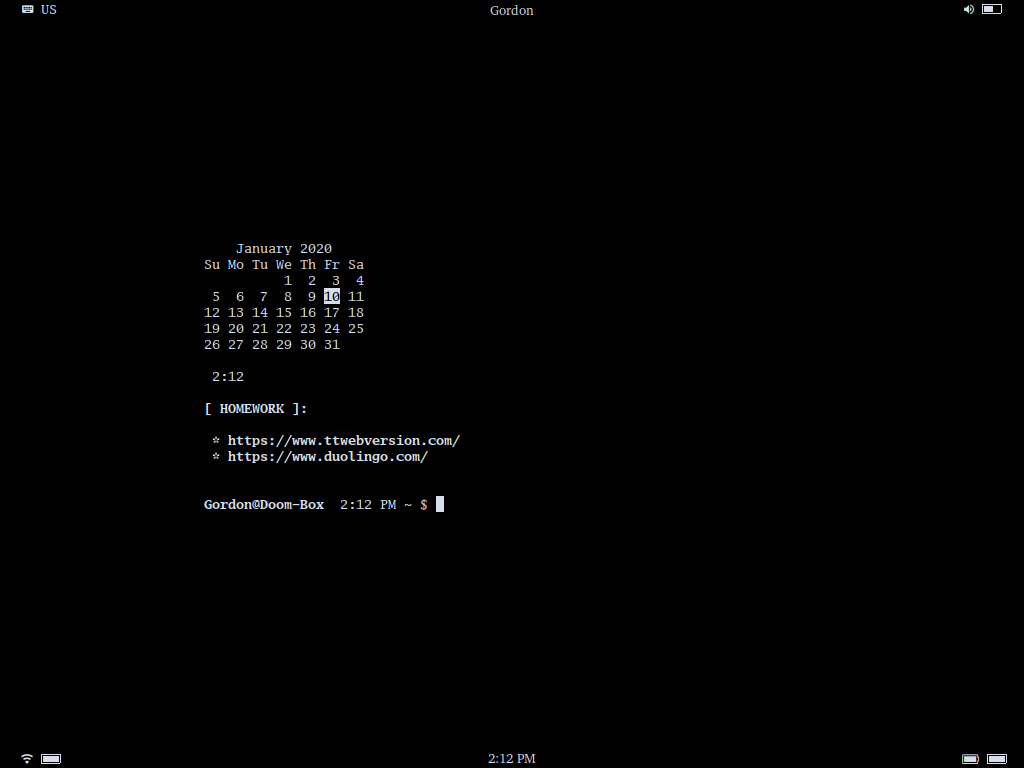 US
Gordon
January 2020
Su Mo Tu We Th Fr Sa
1 2 3 4
5 6 7 8 9 10 11
12 13 14 15 16 17 18
19 20 21 22 23 24 25
26 27 28 29 30 31
2:12
[ HOMEWORK ]:
☆ https://www.ttwebversion.com/
☆ https://www.duolingo.com/
Gordon@Doom-Box 2:12 PM ~ $
2:12 PM